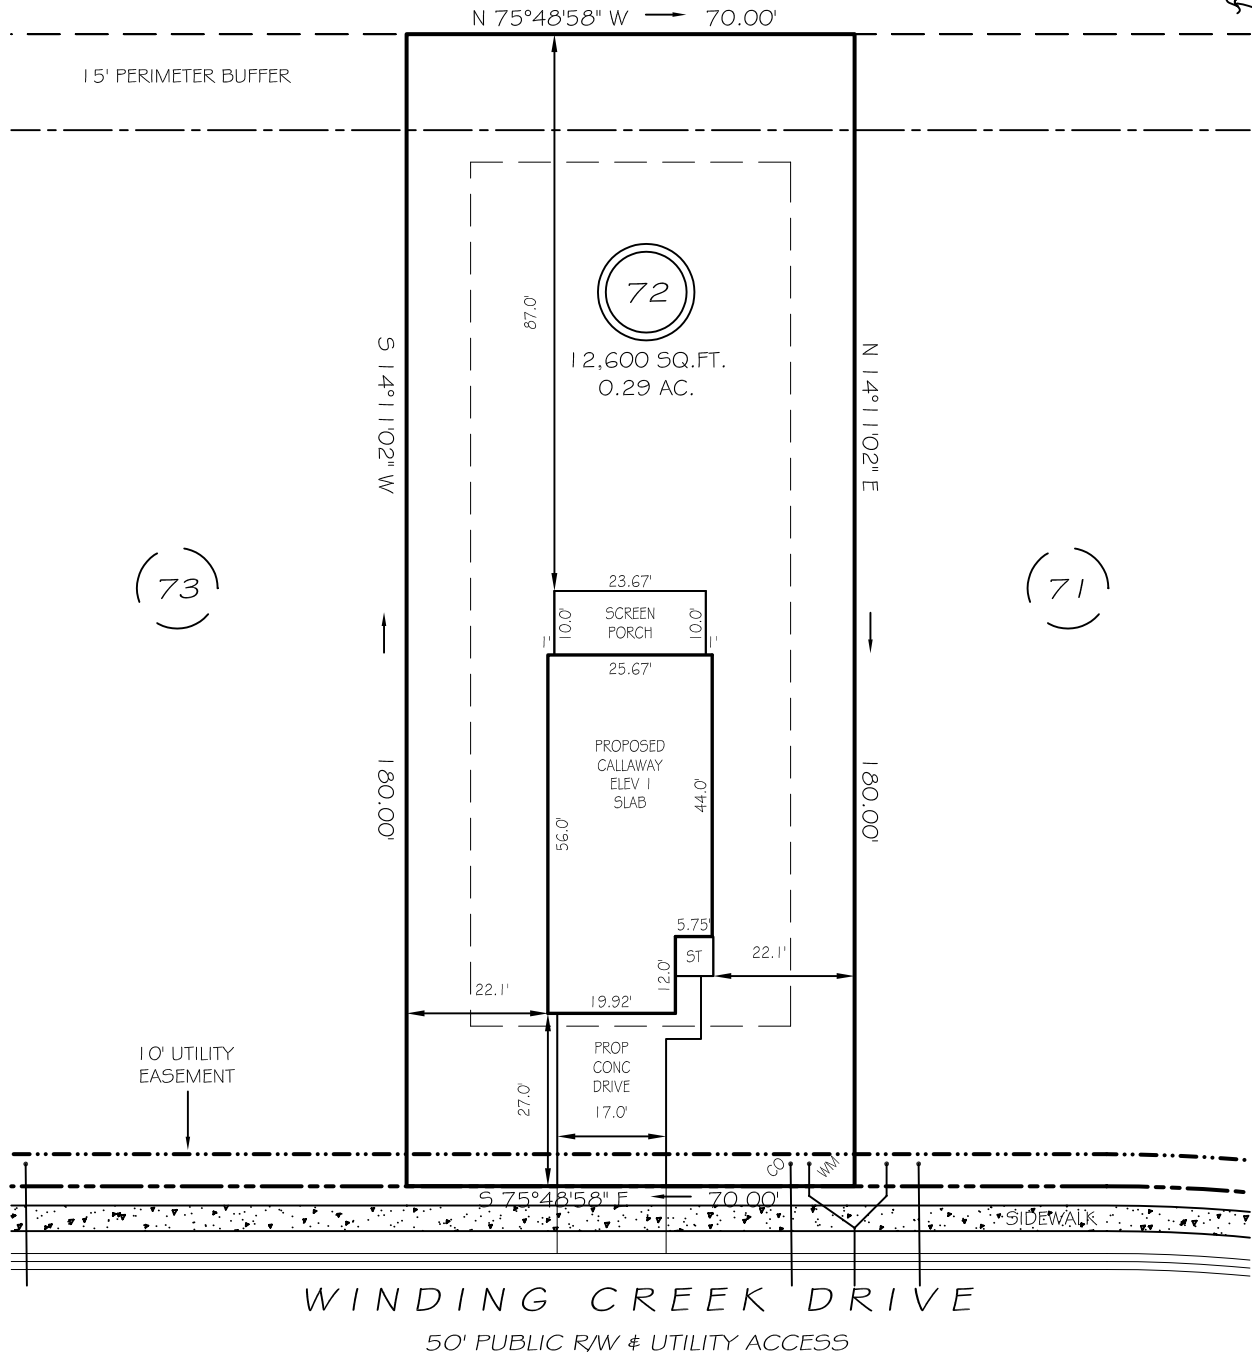 N 75°48'58" W 70.00'
15' PERIMETER BUFFER
72
87.0'
12,600 SQ.FT.
0.29 AC.
S 14°11'02" W
N 14°11'02" E
73
71
23.67'
SCREEN
PORCH
10.0'
10.0'
1'
1'
25.67'
PROPOSED
CALLAWAY
ELEV 1
SLAB
180.00'
180.00'
44.0'
56.0'
5.75'
ST
22.1'
12.0'
22.1'
19.92'
10' UTILITY
EASEMENT
PROP
CONC
DRIVE
17.0'
27.0'
CO
WM
S 75°48'58" E 70.00'
SIDEWALK
WINDING CREEK DRIVE
50' PUBLIC R/W & UTILITY ACCESS